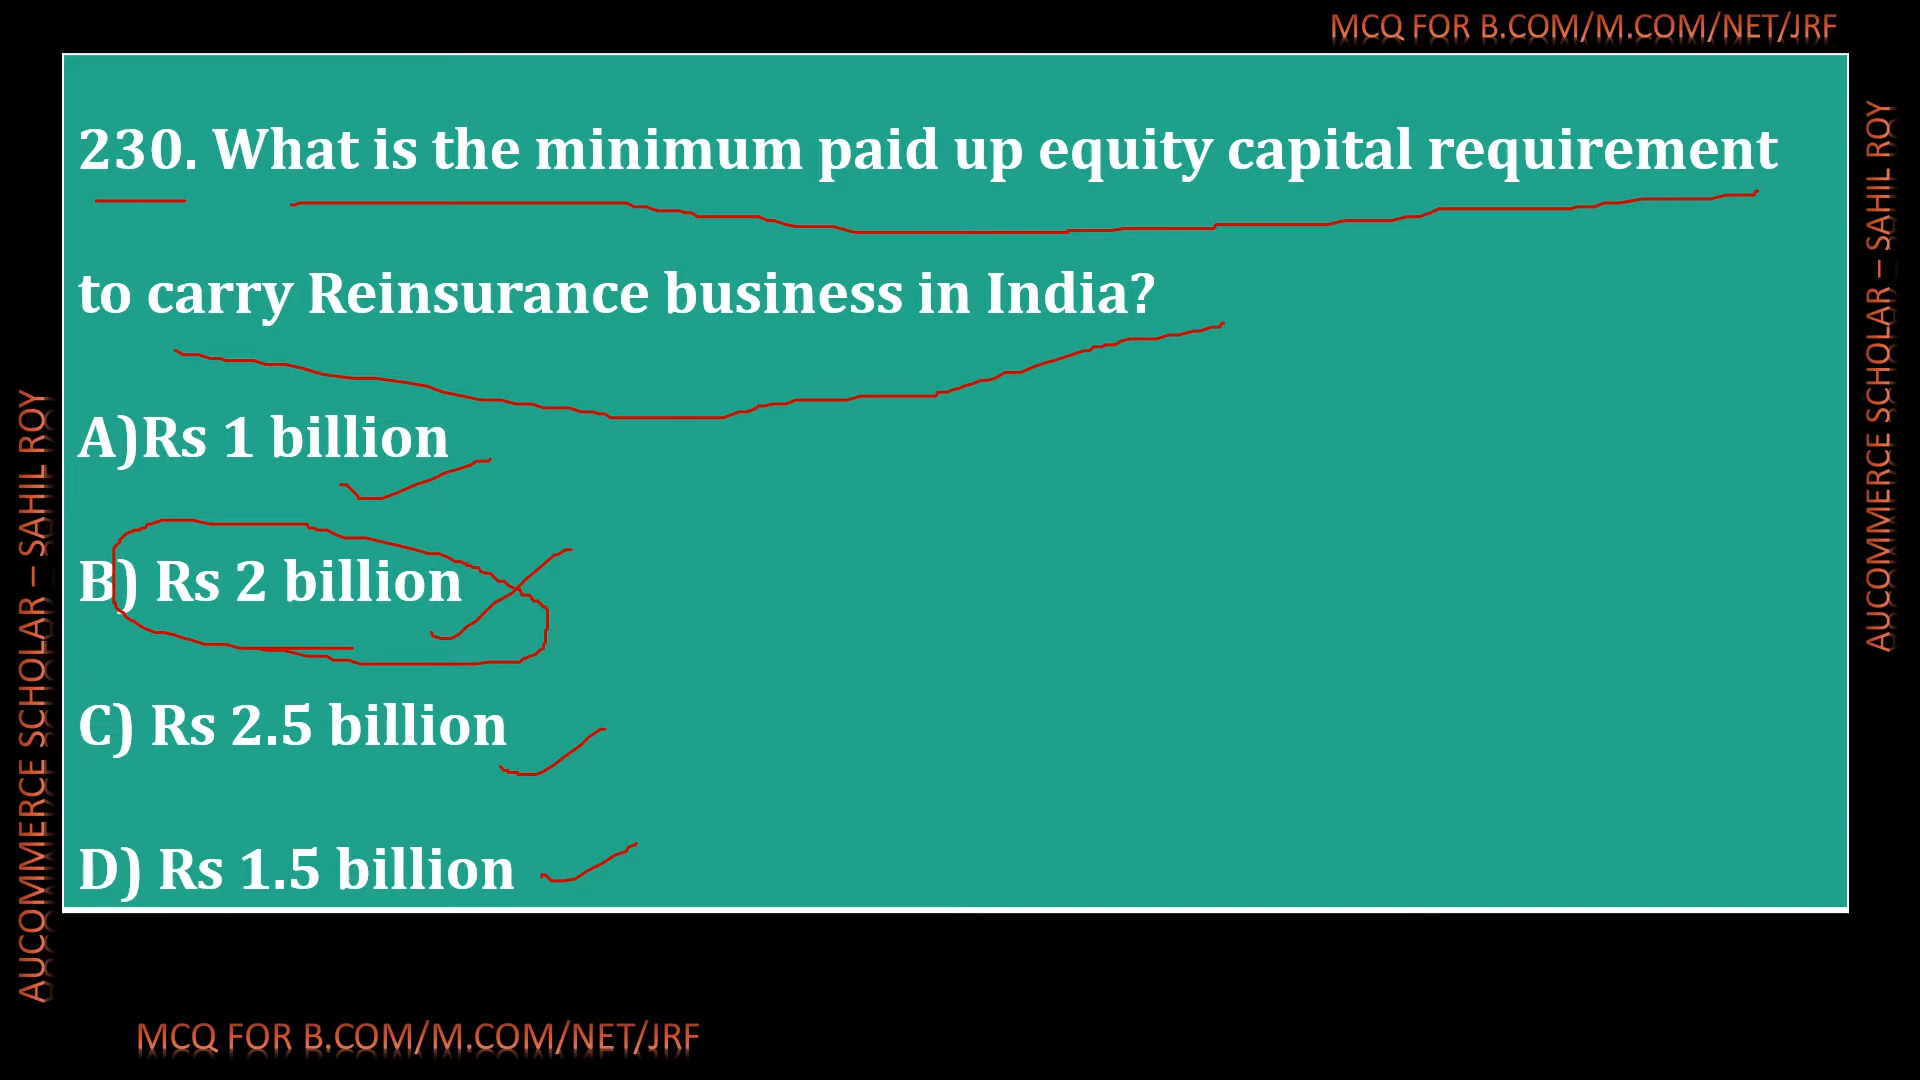 MCQ FOR B.COM/M.COM/NET/JRF
230. What is the minimum paid up equity capital requirement
to carry Reinsurance business in India?
A)Rs 1 billion
B) Rs 2 billion
C) Rs 2.5 billion
D) Rs 1.5 billion
AUCOMMERCE SCHOLAR – SAHIL ROY
AUCOMMERCE SCHOLAR – SAHIL ROY
MCQ FOR B.COM/M.COM/NET/JRF